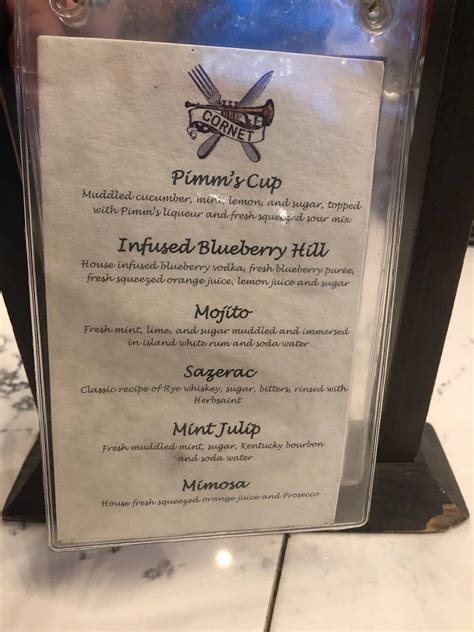 CORNET
Pimm's Cup
Muddled cucumber, mint, lemon, and sugar, topped
with Pimm's liqueur and fresh squeezed sour mix
Infused Blueberry Hill
House infused blueberry vodka, fresh blueberry purée,
fresh squeezed orange juice, lemon juice and sugar
Mojito
Fresh mint, lime, and sugar muddled and immersed
in island white rum and soda water
Sazerac
Classic recipe of Rye whiskey, sugar, bitters, rinsed with
Herbsaint
Mint Julip
Fresh muddled mint, sugar, Kentucky bourbon
and soda water
Mimosa
House fresh squeezed orange juice and Prosecco